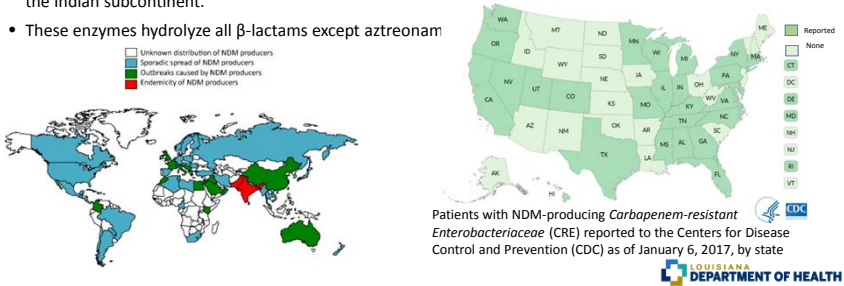 the Indian subcontinent.
• These enzymes hydrolyze all β-lactams except aztreonam
Unknown distribution of NDM producers
Sporadic spread of NDM producers
Outbreaks caused by NDM producers
Endemicity of NDM producers
WA
OR
CA
NV
ID
MT
WY
UT
AZ
CO
NM
ND
SD
NE
KS
OK
TX
MN
IA
MO
AR
LA
WI
IL
MI
IN
OH
KY
TN
MS
AL
GA
FL
SC
NC
VA
WV
PA
NY
MA
ME
AK
HI
Reported
None
CT
DC
DE
MD
NH
NJ
RI
VT
Patients with NDM-producing Carbapenem-resistant
Enterobacteriaceae (CRE) reported to the Centers for Disease
Control and Prevention (CDC) as of January 6, 2017, by state
CDC
LOUISIANA
DEPARTMENT OF HEALTH